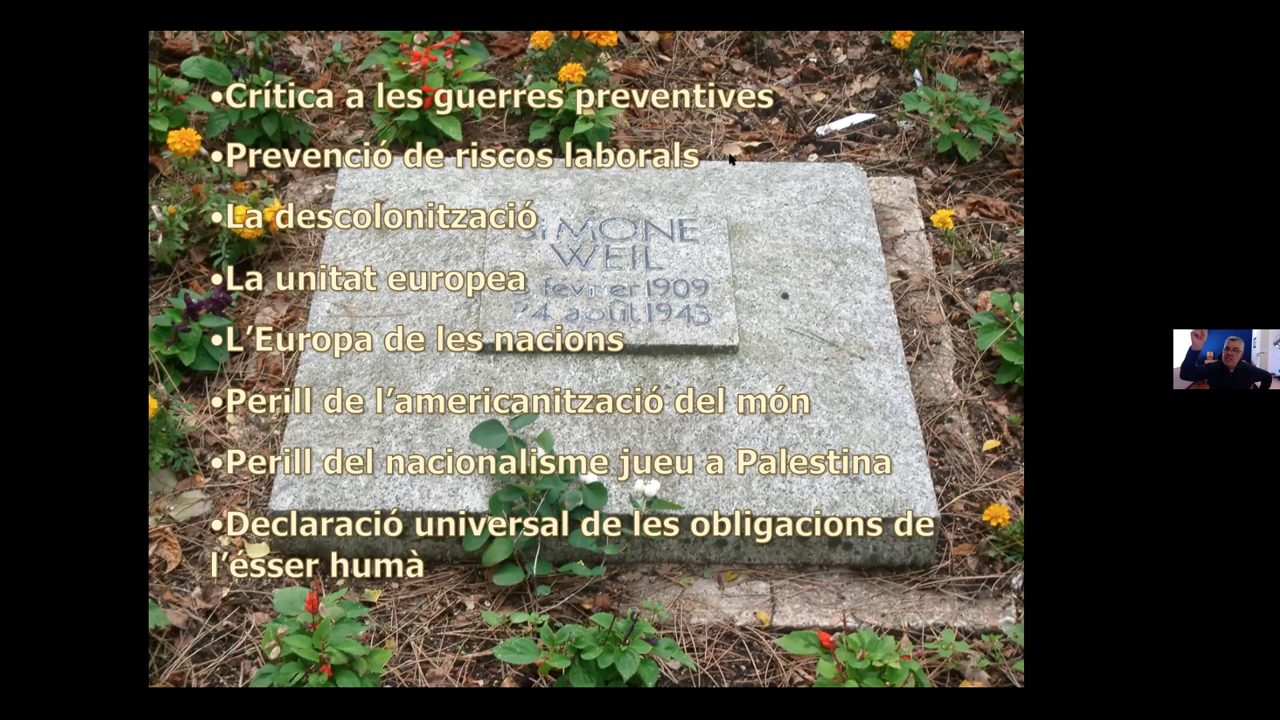 •Crítica a les guerres preventives
•Prevenció de riscos laborals
•La descolonització
•La unitat europea
•L’Europa de les nacions
•Perill de l’americanització del món
•Perill del nacionalisme jueu a Palestina
•Declaració universal de les obligacions de
l’ésser humà
SiMONE
WEIL
3 février 1909
24 août 1943